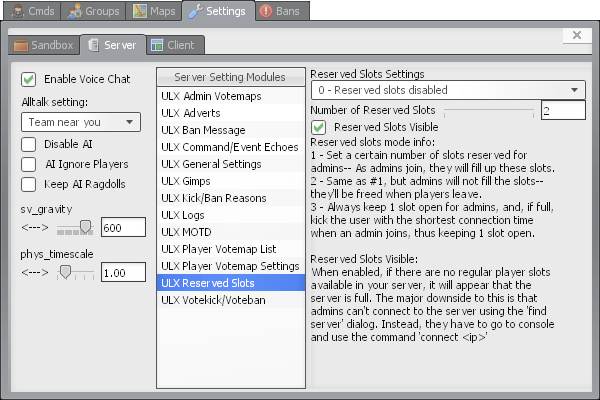 Cmds Groups Maps Settings Bans
Sandbox Server Client
Enable Voice Chat
Alltalk setting:
Team near you
Disable AI
AI Ignore Players
Keep AI Ragdolls
sv_gravity
<---> 600
phys_timescale
<---> 1.00
Server Setting Modules
ULX Admin Votemaps
ULX Adverts
ULX Ban Message
ULX Command/Event Echoes
ULX General Settings
ULX Gimps
ULX Kick/Ban Reasons
ULX Logs
ULX MOTD
ULX Player Votemap List
ULX Player Votemap Settings
ULX Reserved Slots
ULX Votekick/Voteban
Reserved Slots Settings
0 - Reserved slots disabled
Number of Reserved Slots 2
Reserved Slots Visible
Reserved slots mode info:
1 - Set a certain number of slots reserved for
admins-- As admins join, they will fill up these slots.
2 - Same as #1, but admins will not fill the slots--
they'll be freed when players leave.
3 - Always keep 1 slot open for admins, and, if full,
kick the user with the shortest connection time
when an admin joins, thus keeping 1 slot open.
Reserved Slots Visible:
When enabled, if there are no regular player slots
available in your server, it will appear that the
server is full. The major downside to this is that
admins can't connect to the server using the 'find
server' dialog. Instead, they have to go to console
and use the command 'connect <ip>'